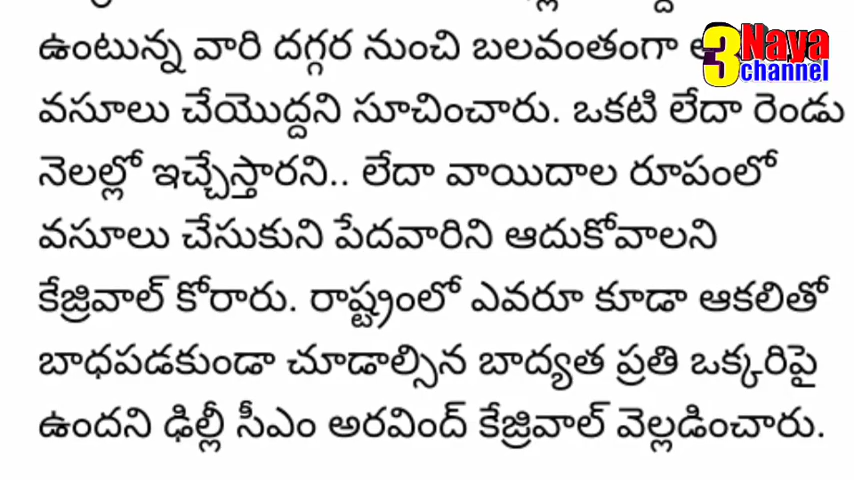 ఉంటున్న వారి దగ్గర నుంచి బలవంతంగా
3 Naya channel
వసూలు చేయొద్దని సూచించారు. ఒకటి లేదా రెండు
నెలల్లో ఇచ్చేస్తారని.. లేదా వాయిదాల రూపంలో
వసూలు చేసుకుని పేదవారిని ఆదుకోవాలని
కేజ్రివాల్ కోరారు. రాష్ట్రంలో ఎవరూ కూడా ఆకలితో
బాధపడకుండా చూడాల్సిన బాద్యత ప్రతి ఒక్కరిపై
ఉందని ఢిల్లీ సీఎం అరవింద్ కేజ్రివాల్ వెల్లడించారు.